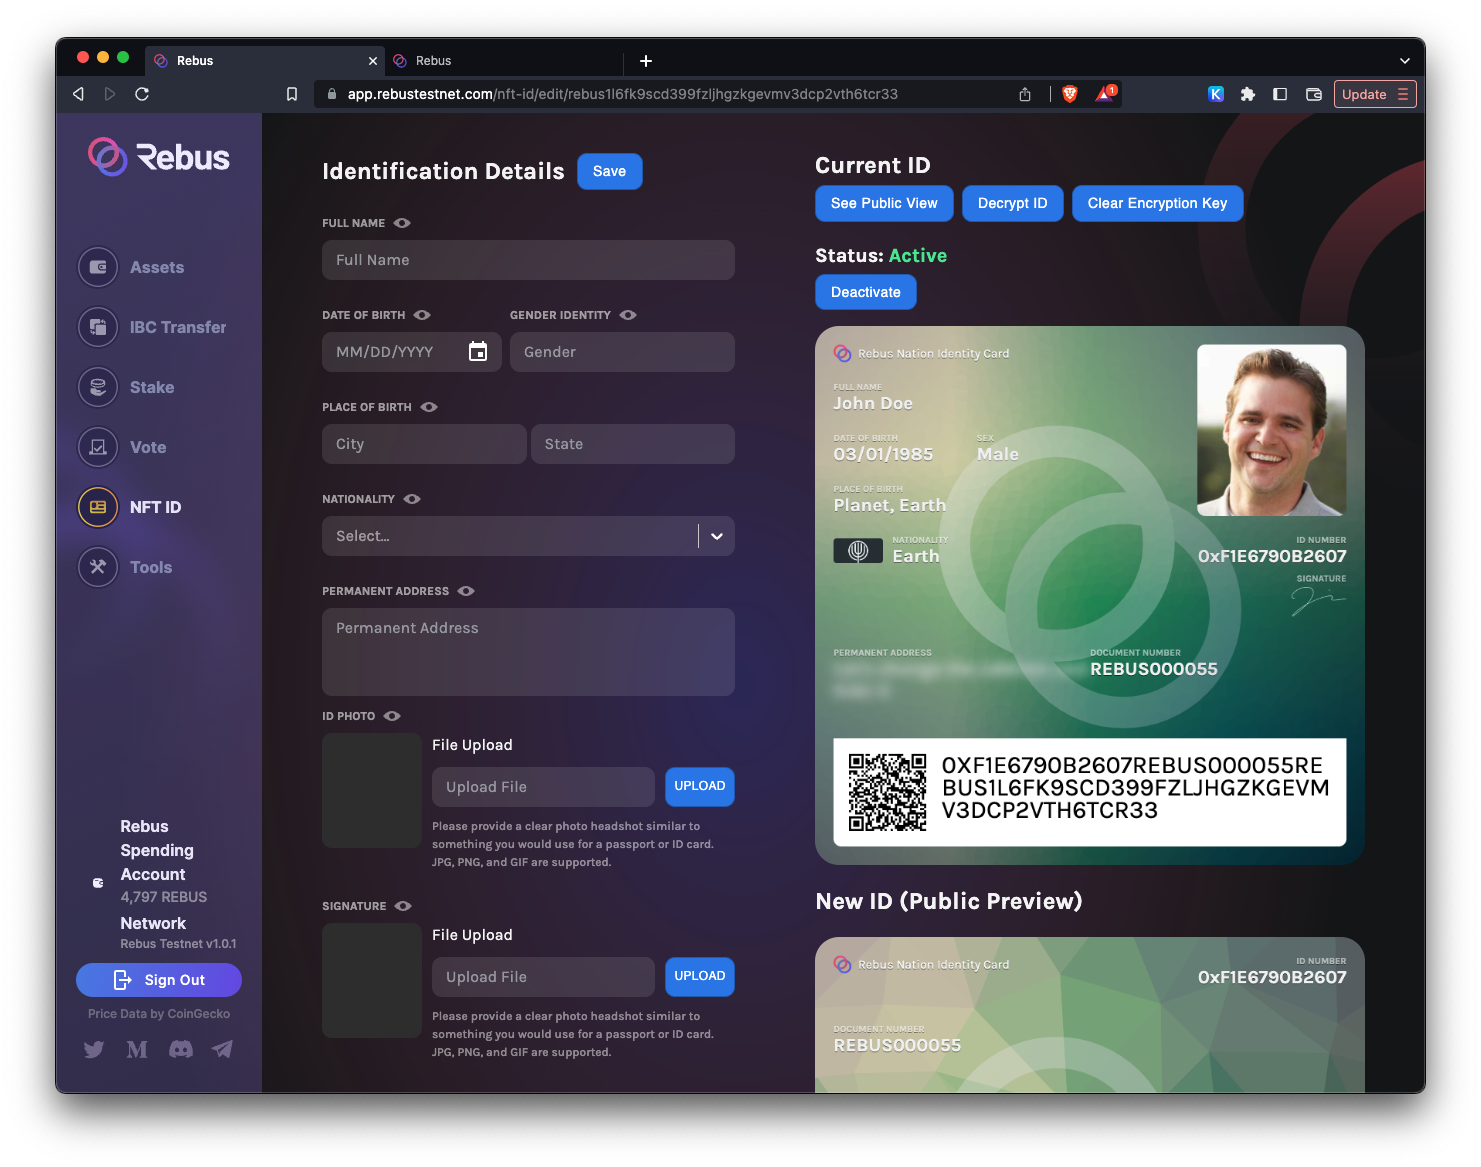 Rebus
Rebus
app.rebustestnet.com/nft-id/edit/rebus1l6fk9scd399fzljhgzkgevmv3dcp2vth6tcr33
1
K
Update
Rebus
Assets
IBC Transfer
Stake
Vote
NFT ID
Tools
Rebus
Spending
Account
4,797 REBUS
Network
Rebus Testnet v1.0.1
Sign Out
Price Data by CoinGecko
Identification Details
Save
FULL NAME
Full Name
DATE OF BIRTH
GENDER IDENTITY
MM/DD/YYYY
Gender
PLACE OF BIRTH
City
State
NATIONALITY
Select...
PERMANENT ADDRESS
Permanent Address
ID PHOTO
File Upload
Upload File
UPLOAD
Please provide a clear photo headshot similar to
something you would use for a passport or ID card.
JPG, PNG, and GIF are supported.
SIGNATURE
File Upload
Upload File
UPLOAD
Please provide a clear photo headshot similar to
something you would use for a passport or ID card.
JPG, PNG, and GIF are supported.
Current ID
See Public View
Decrypt ID
Clear Encryption Key
Status: Active
Deactivate
Rebus Nation Identity Card
FULL NAME
John Doe
DATE OF BIRTH
SEX
03/01/1985
Male
PLACE OF BIRTH
Planet, Earth
NATIONALITY
Earth
ID NUMBER
0xF1E6790B2607
SIGNATURE
PERMANENT ADDRESS
DOCUMENT NUMBER
REBUS000055
0XF1E6790B2607REBUS000055RE
BUS1L6FK9SCD399FZLJHGZKGEVM
V3DCP2VTH6TCR33
New ID (Public Preview)
Rebus Nation Identity Card
ID NUMBER
0xF1E6790B2607
DOCUMENT NUMBER
REBUS000055